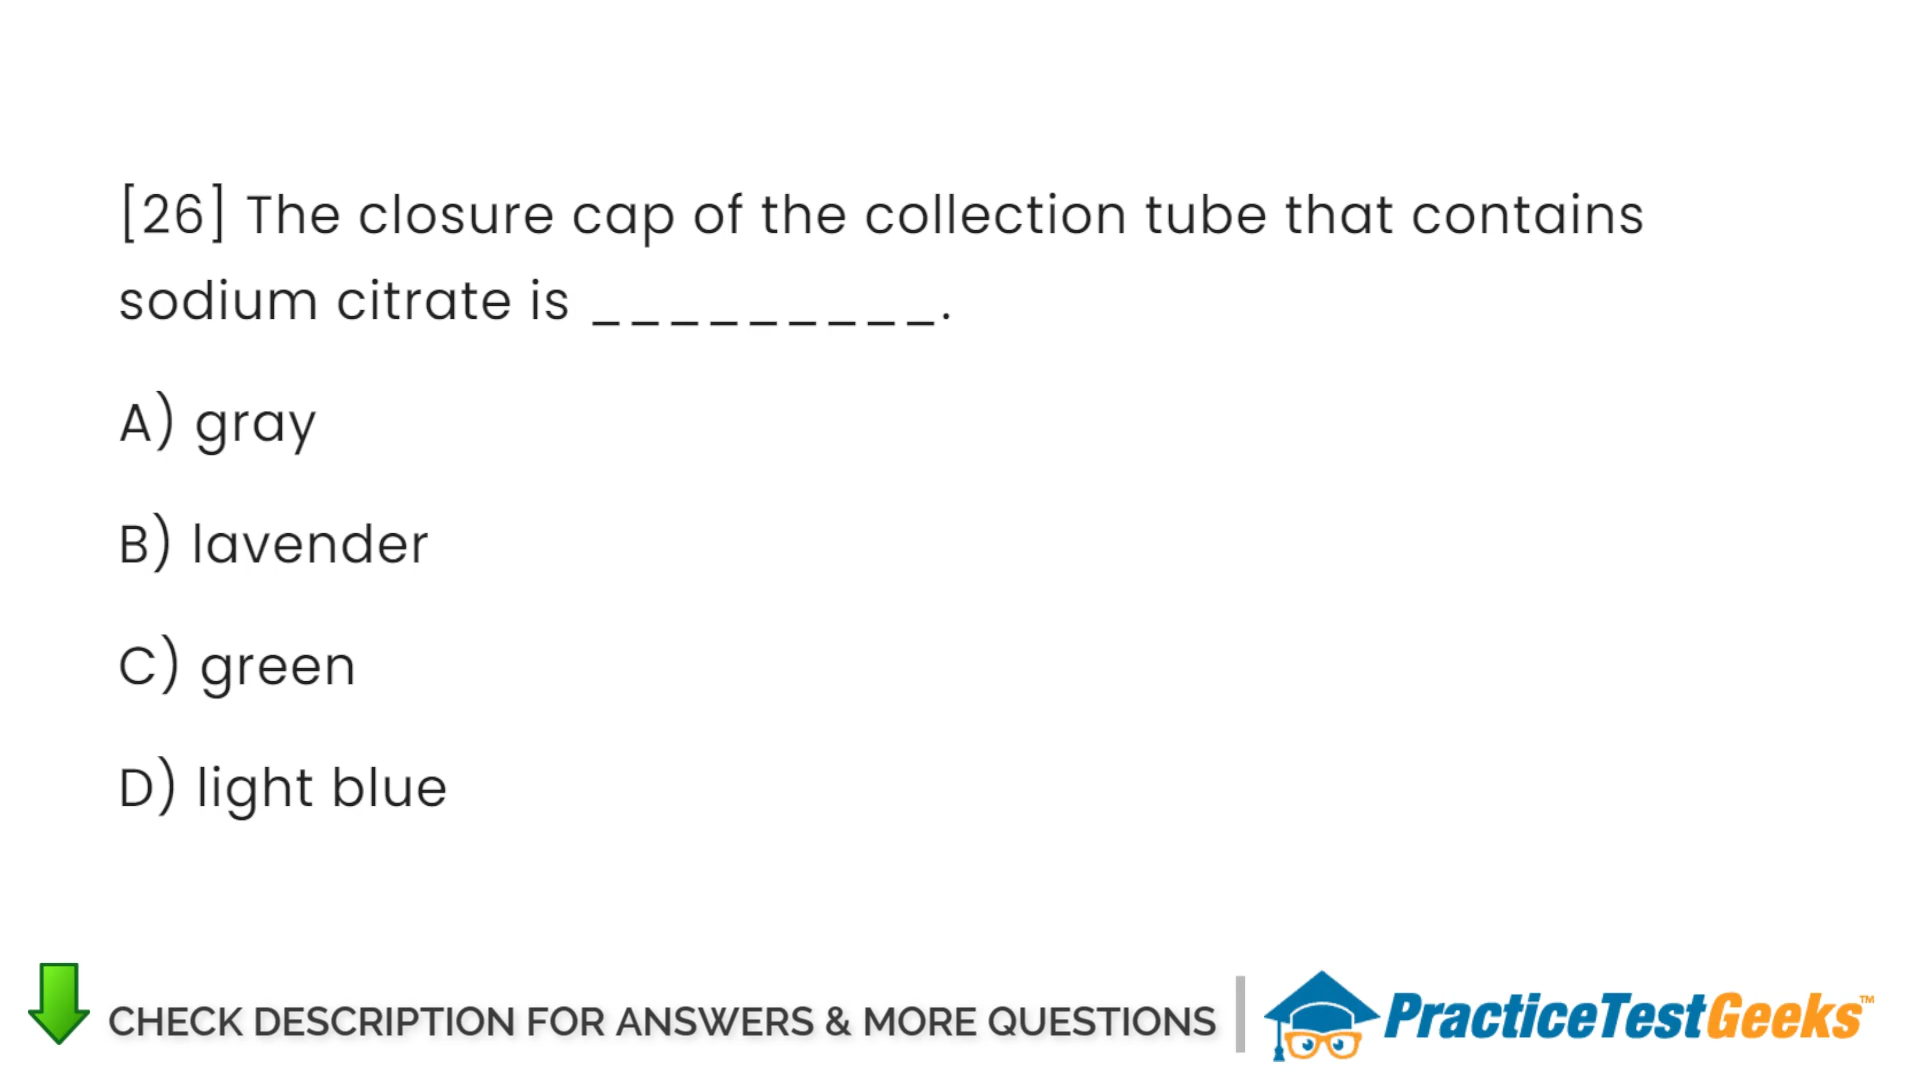 [26] The closure cap of the collection tube that contains
sodium citrate is _________.
A) gray
B) lavender
C) green
D) light blue
CHECK DESCRIPTION FOR ANSWERS & MORE QUESTIONS
PracticeTestGeeks™